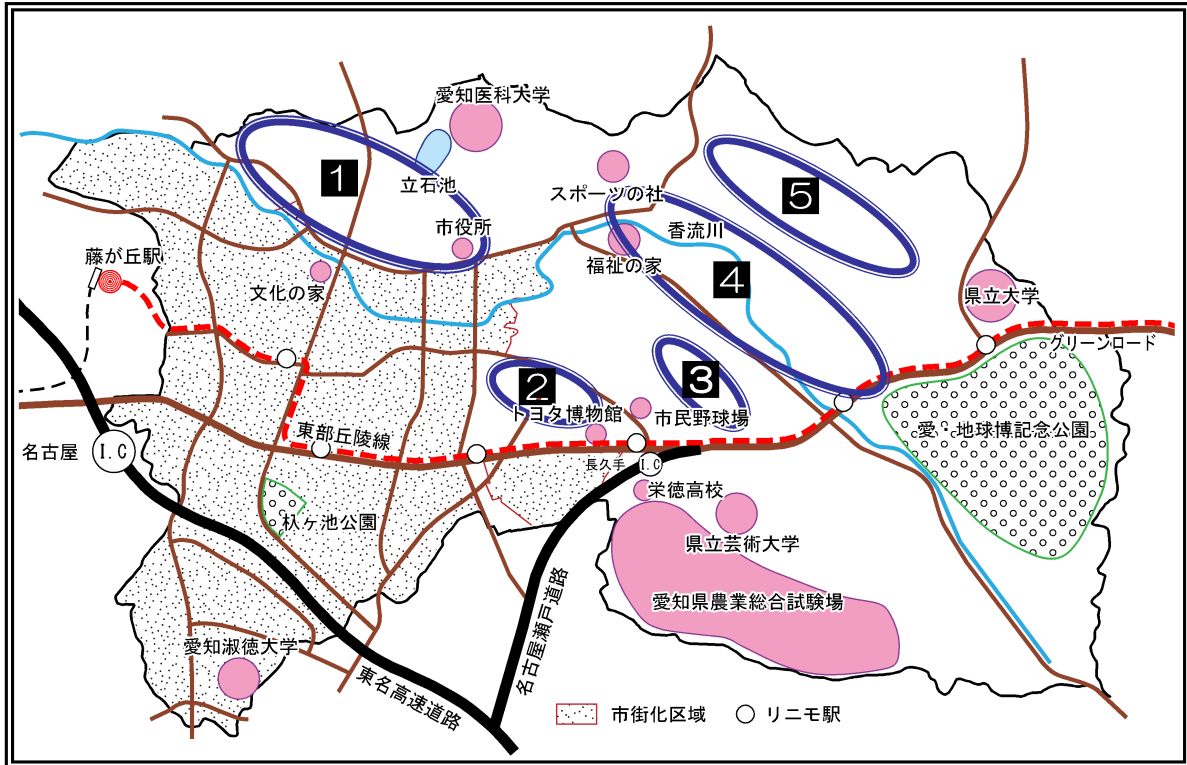 愛知医科大学
1
立石池
スポーツの社
5
市役所
香流川
藤が丘駅
福祉の家
文化の家
4
県立大学
グリーンロード
2
3
トヨタ博物館
市民野球場
東部丘陵線
愛・地球博記念公園
名古屋
I.C
長久手
I.C
栄徳高校
杁ヶ池公園
県立芸術大学
愛知県農業総合試験場
名古屋瀬戸道路
愛知淑徳大学
東名高速道路
市街化区域
リニモ駅